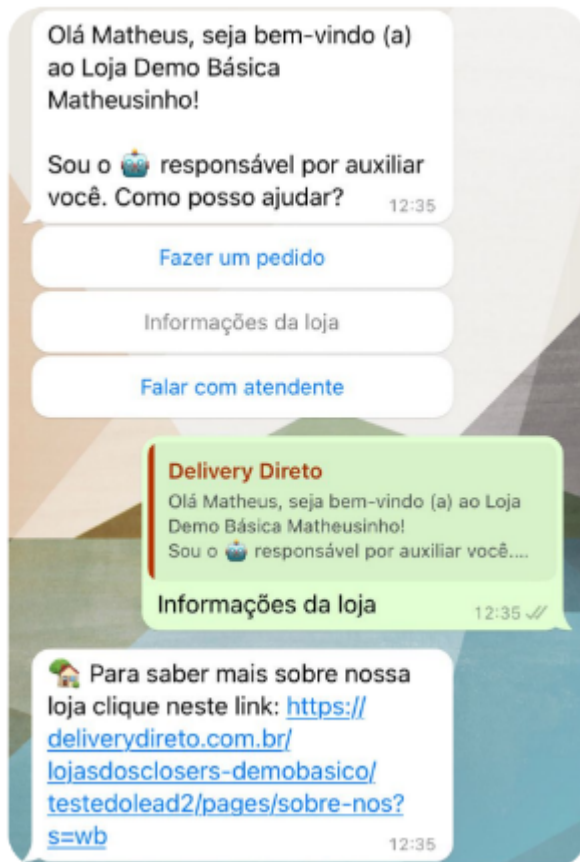 Olá Matheus, seja bem-vindo (a)
ao Loja Demo Básica
Matheusinho!
Sou o 🤖 responsável por auxiliar
você. Como posso ajudar?
12:35
Fazer um pedido
Informações da loja
Falar com atendente
Delivery Direto
Olá Matheus, seja bem-vindo (a) ao Loja
Demo Básica Matheusinho!
Sou o 🤖 responsável por auxiliar você....
Informações da loja
12:35
🏡 Para saber mais sobre nossa
loja clique neste link: https://
deliverydireto.com.br/
lojasdosclosers-demobasico/
testedolead2/pages/sobre-nos?
s=wb
12:35